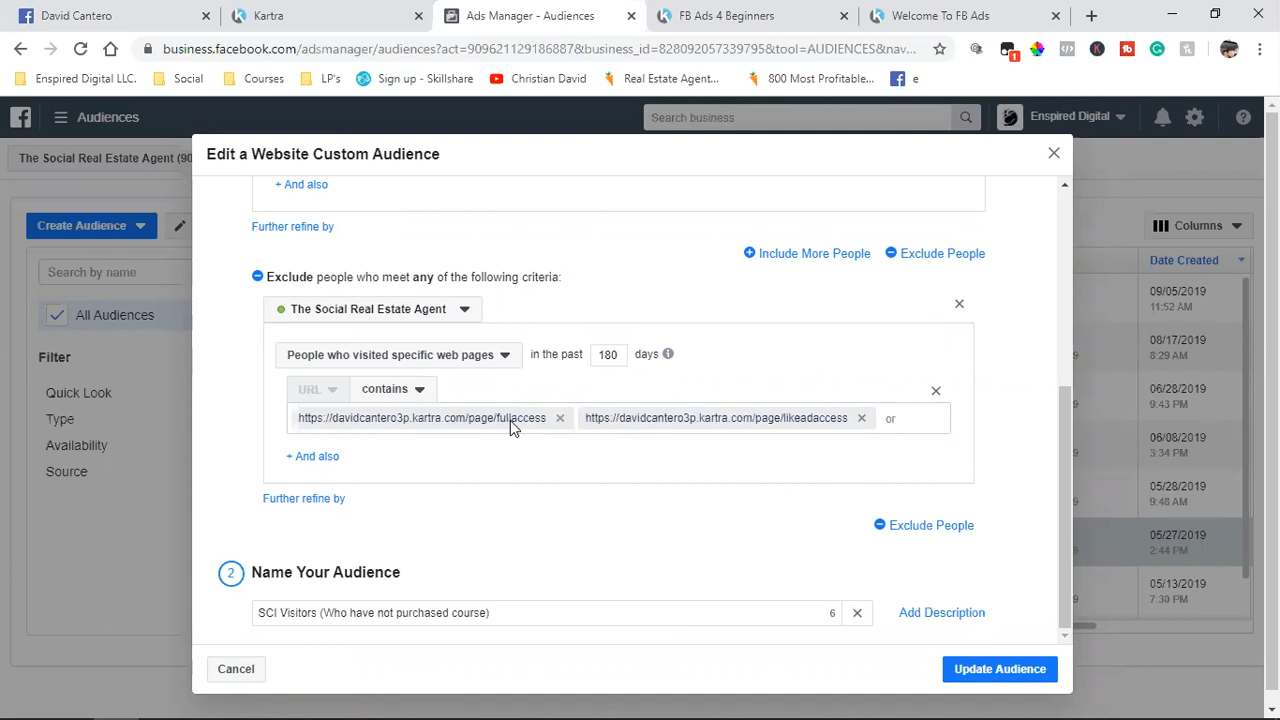 David Cantero
Kartra
Ads Manager - Audiences
FB Ads 4 Beginners
Welcome To FB Ads
business.facebook.com/adsmanager/audiences?act=909621129186887&business_id=828092057339795&tool=AUDIENCES&nav...
Enspired Digital LLC.
Social
Courses
LP's
Sign up - Skillshare
Christian David
Real Estate Agent...
800 Most Profitable...
e
Audiences
Search business
Enspired Digital
The Social Real Estate Agent (90
Edit a Website Custom Audience
+ And also
Create Audience
Columns
Further refine by
Include More People
Exclude People
Search by name
Date Created
Exclude people who meet any of the following criteria:
All Audiences
The Social Real Estate Agent
09/05/2019
11:52 AM
Filter
People who visited specific web pages
in the past
180
days
08/17/2019
8:29 AM
Quick Look
URL
contains
06/28/2019
9:48 AM
Type
https://davidcantero3p.kartra.com/page/fullaccess
https://davidcantero3p.kartra.com/page/likeadaccess
or
Availability
06/08/2019
3:34 PM
+ And also
Source
05/28/2019
9:48 AM
Further refine by
Exclude People
05/27/2019
2:44 PM
2
Name Your Audience
05/13/2019
7:30 PM
SCI Visitors (Who have not purchased course)
6
Add Description
Cancel
Update Audience